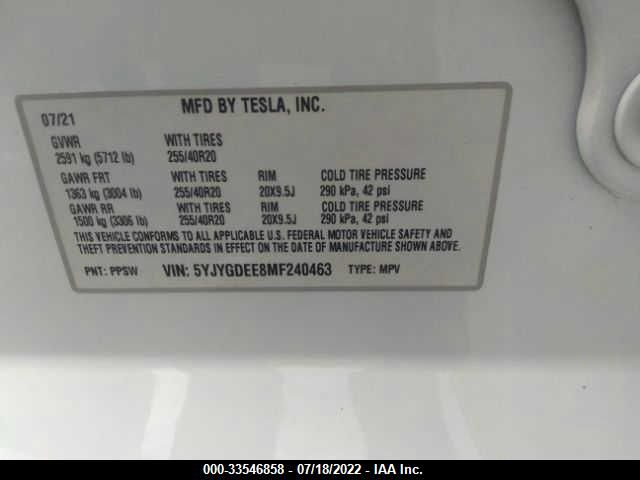 MFD BY TESLA, INC.
07/21
GVWR WITH TIRES
2591 kg (5712 lb) 255/40R20
GAWR FRT WITH TIRES RIM COLD TIRE PRESSURE
1363 kg (3004 lb) 255/40R20 20X9.5J 290 kPa, 42 psi
GAWR RR WITH TIRES RIM COLD TIRE PRESSURE
1500 kg (3306 lb) 255/40R20 20X9.5J 290 kPa, 42 psi
THIS VEHICLE CONFORMS TO ALL APPLICABLE U.S. FEDERAL MOTOR VEHICLE SAFETY AND
THEFT PREVENTION STANDARDS IN EFFECT ON THE DATE OF MANUFACTURE SHOWN ABOVE.
PNT: PPSW VIN: 5YJYGDEE8MF240463 TYPE: MPV
000-33546858 - 07/18/2022 - IAA Inc.